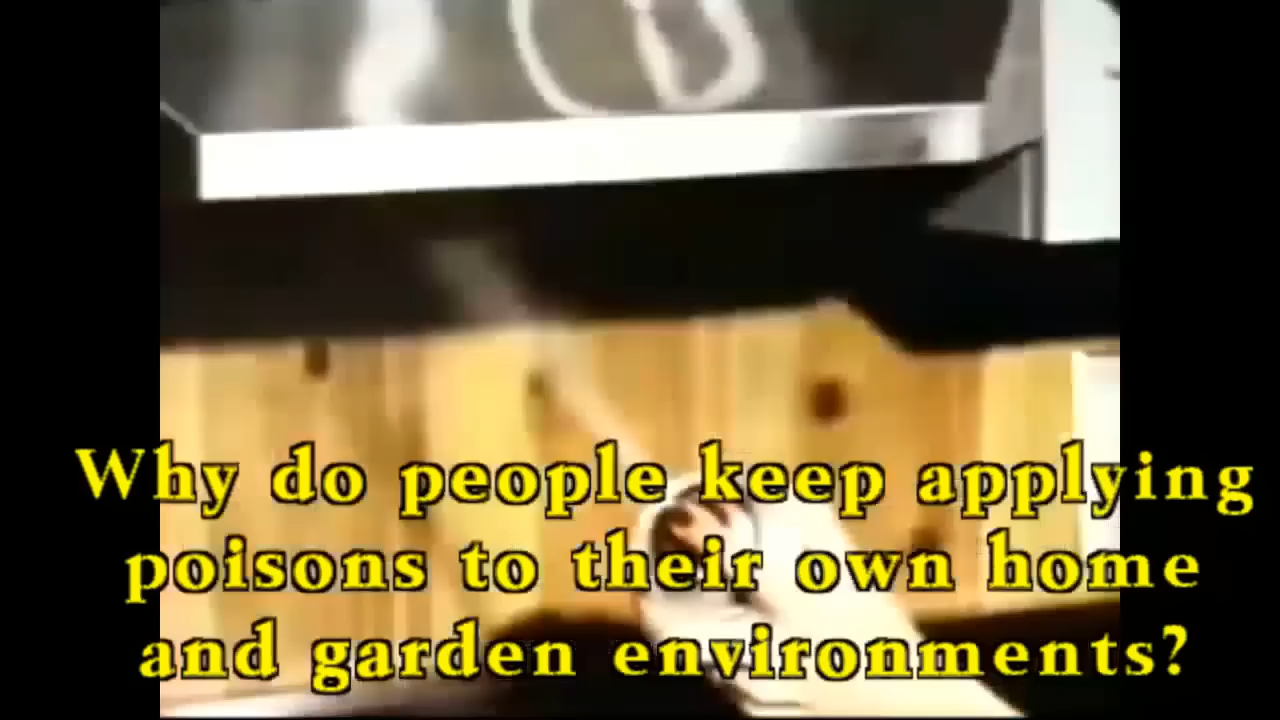 Why do people keep applying
poisons to their own home
and garden environments?